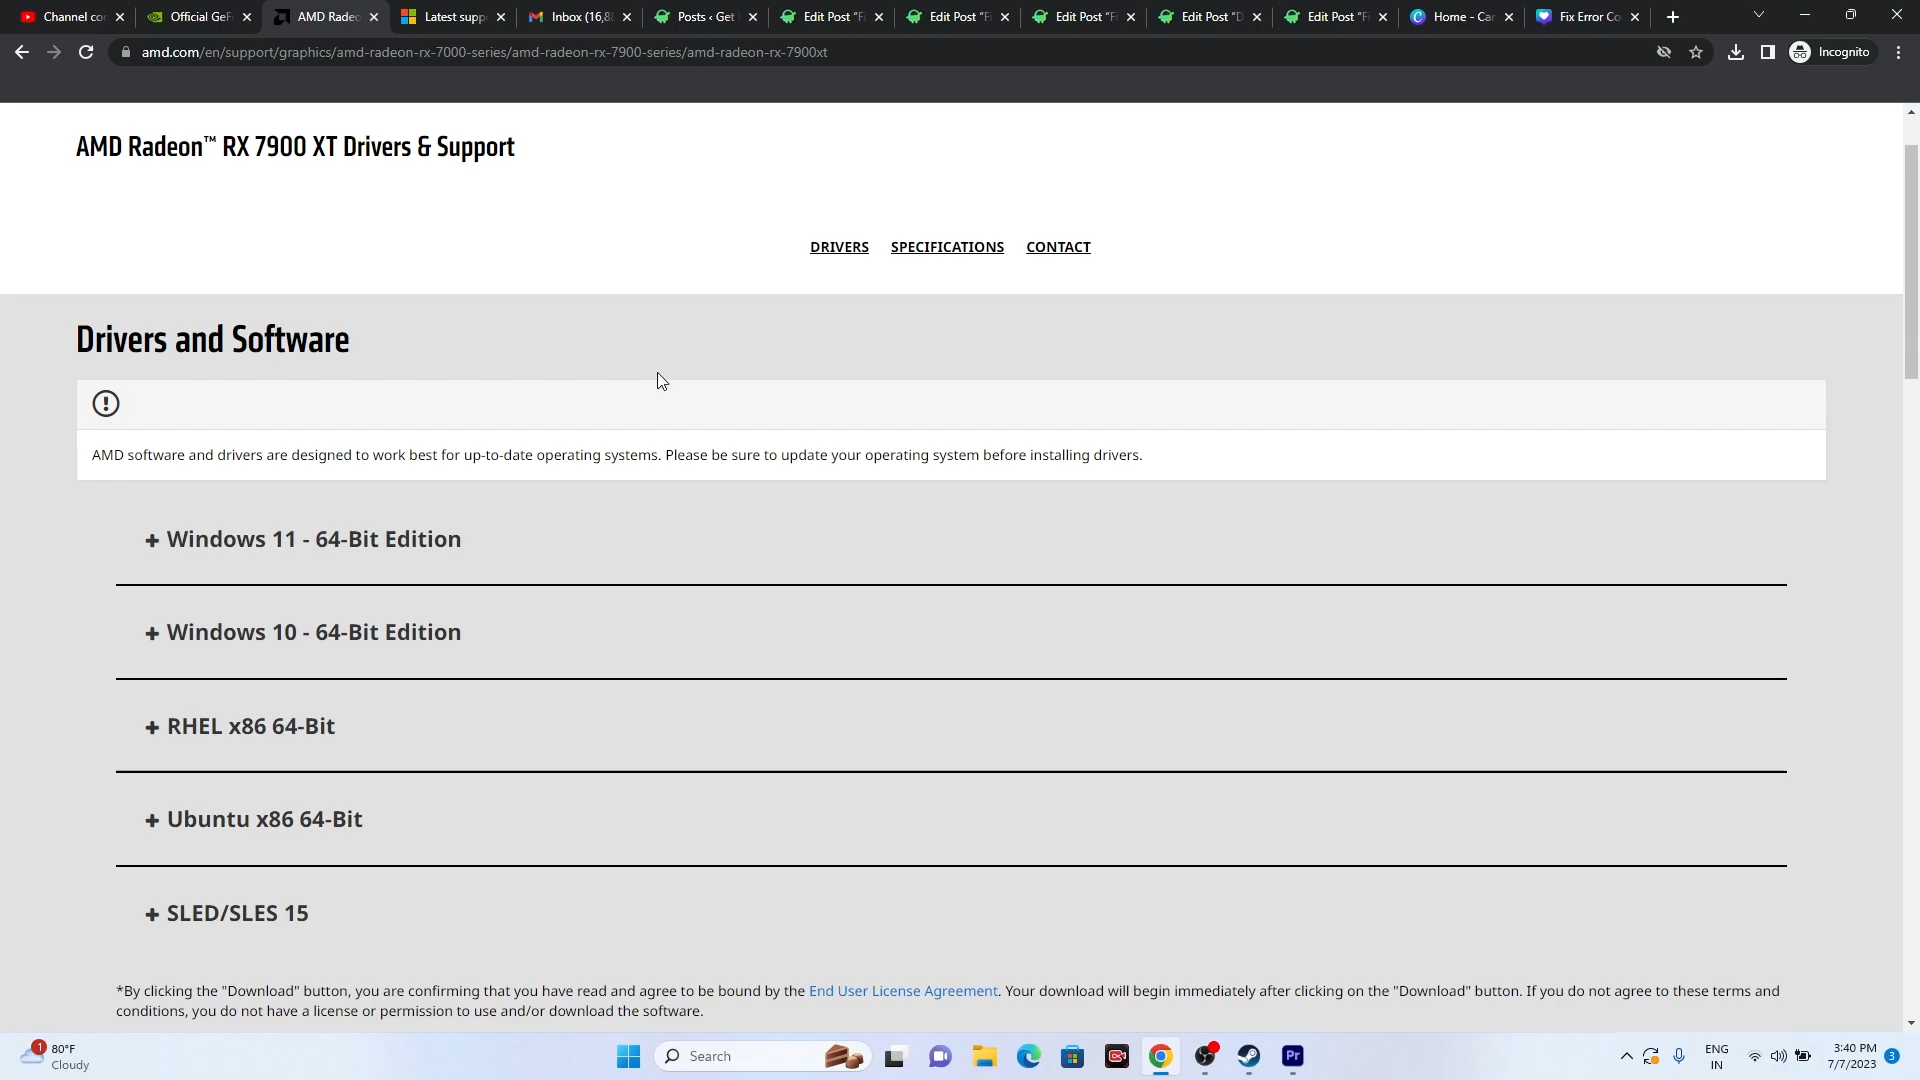 Channel cor
Official GeFo
AMD Radeo
Latest supp
Inbox (16,8
Posts ‹ Get
Edit Post "F
Edit Post "F
Edit Post "F
Edit Post "D
Edit Post "F
Home - Can
Fix Error Co
amd.com/en/support/graphics/amd-radeon-rx-7000-series/amd-radeon-rx-7900-series/amd-radeon-rx-7900xt
Incognito
AMD Radeon™ RX 7900 XT Drivers & Support
DRIVERS SPECIFICATIONS CONTACT
Drivers and Software
AMD software and drivers are designed to work best for up-to-date operating systems. Please be sure to update your operating system before installing drivers.
+ Windows 11 - 64-Bit Edition
+ Windows 10 - 64-Bit Edition
+ RHEL x86 64-Bit
+ Ubuntu x86 64-Bit
+ SLED/SLES 15
*By clicking the "Download" button, you are confirming that you have read and agree to be bound by the End User License Agreement. Your download will begin immediately after clicking on the "Download" button. If you do not agree to these terms and
conditions, you do not have a license or permission to use and/or download the software.
1
80°F
Cloudy
Search
Pr
ENG
IN
3:40 PM
7/7/2023
3